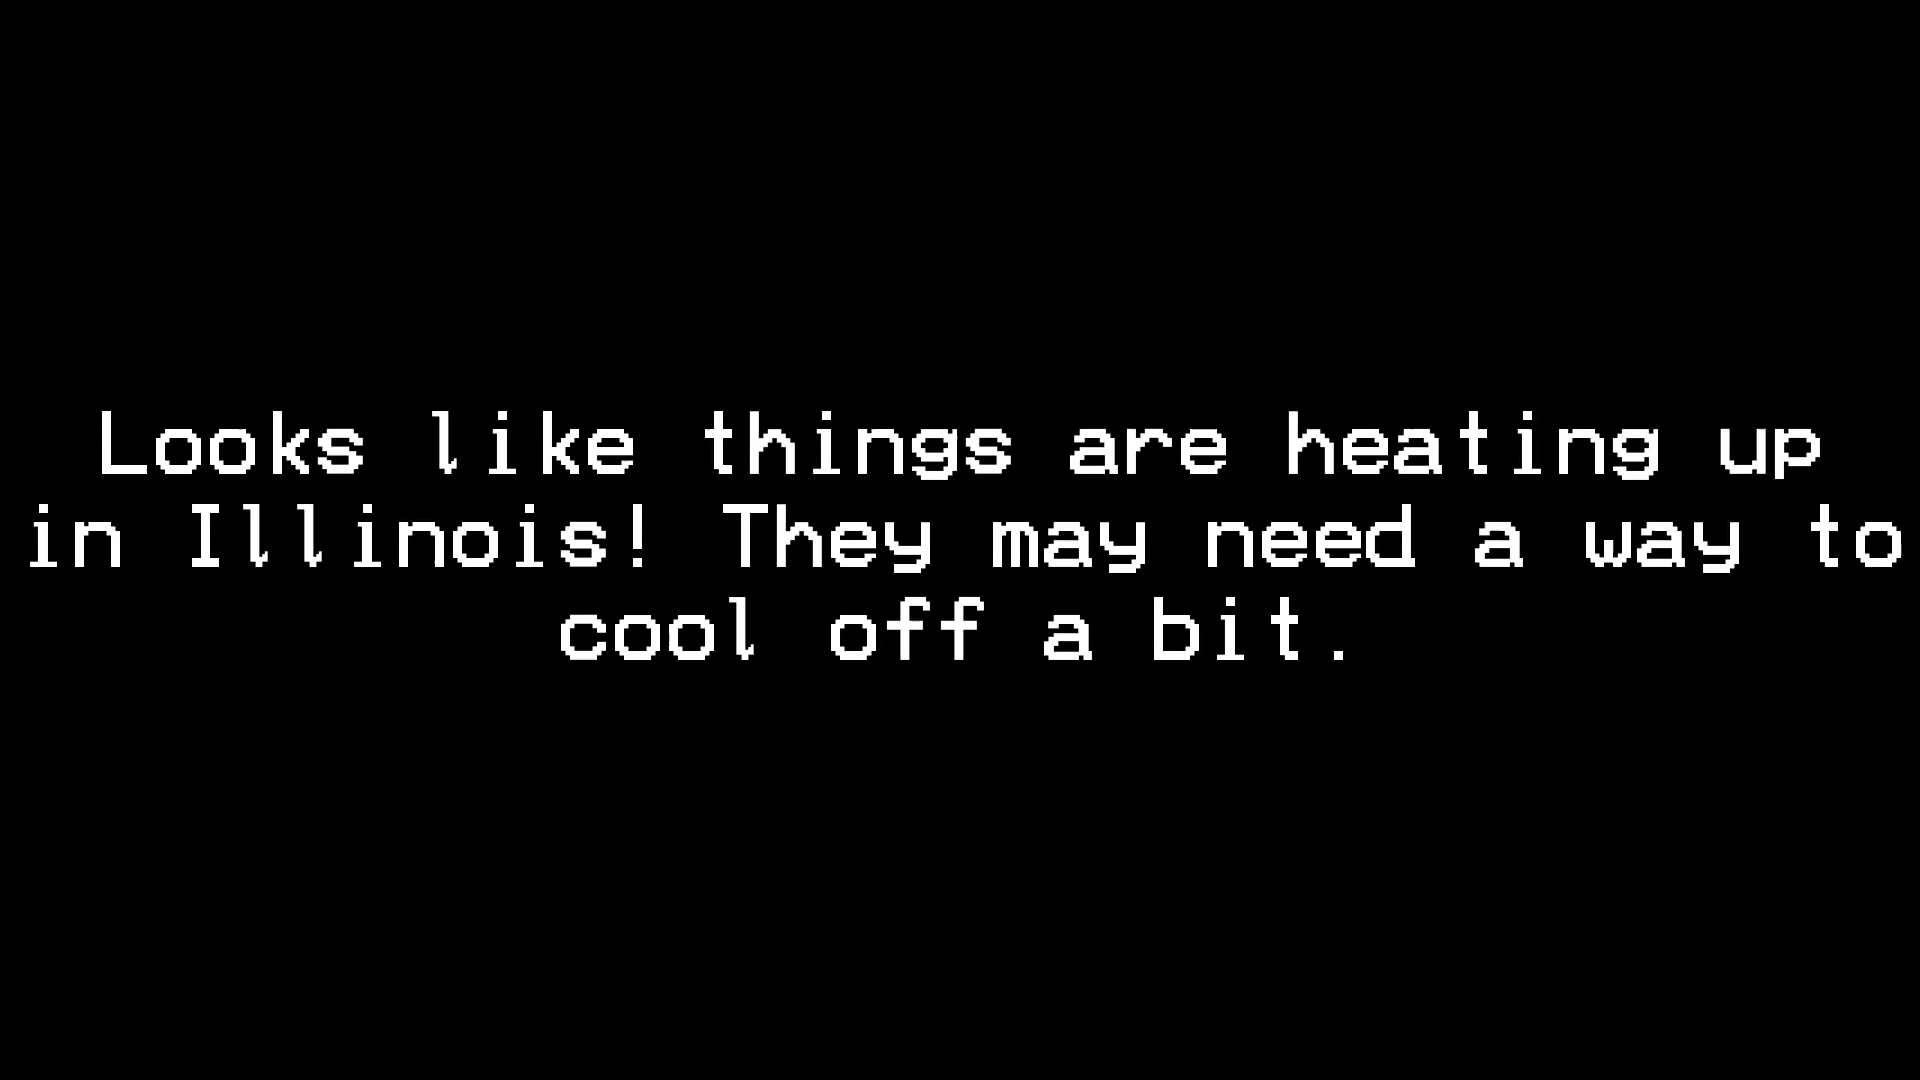 Looks like things are heating up
in Illinois! They may need a way to
cool off a bit.